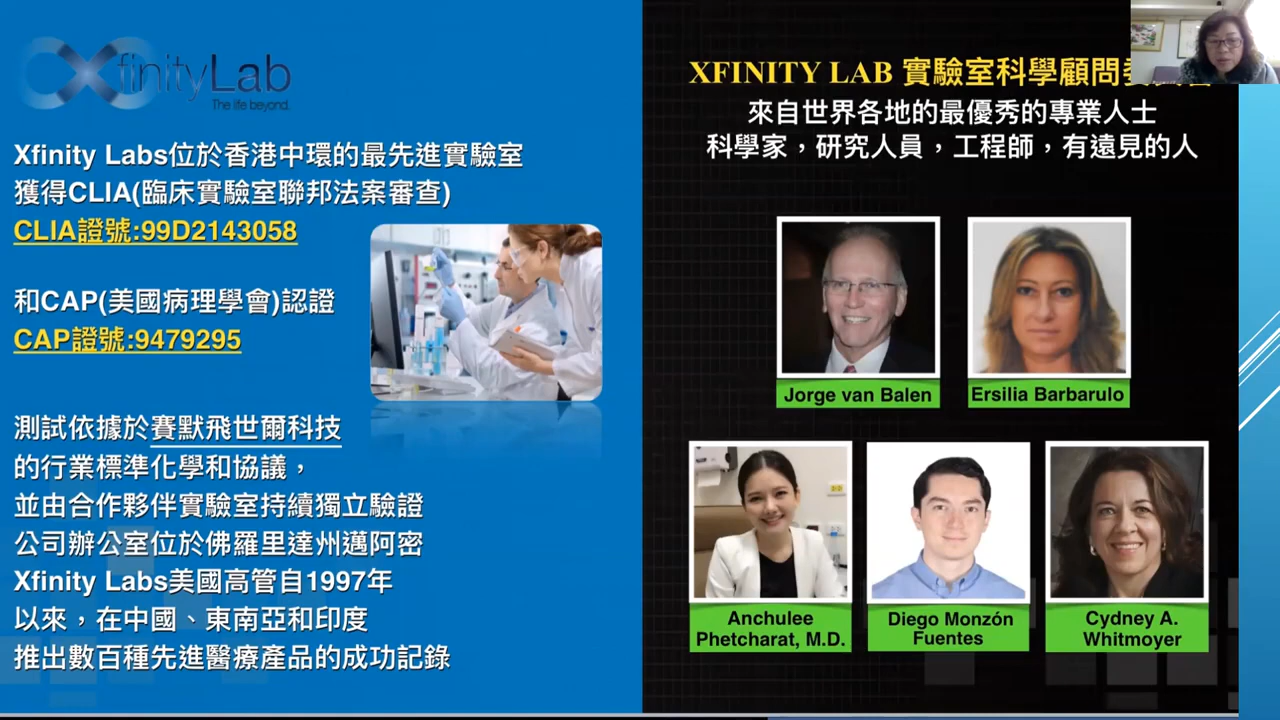 XfinityLab
The life beyond.
Xfinity Labs位於香港中環的最先進實驗室
獲得CLIA(臨床實驗室聯邦法案審查)
CLIA證號:99D2143058
和CAP(美國病理學會)認證
CAP證號:9479295
測試依據於賽默飛世爾科技
的行業標準化學和協議，
並由合作夥伴實驗室持續獨立驗證
公司辦公室位於佛羅里達州邁阿密
Xfinity Labs美國高管自1997年
以來，在中國、東南亞和印度
推出數百種先進醫療產品的成功記錄
XFINITY LAB 實驗室科學顧問
來自世界各地的最優秀的專業人士
科學家，研究人員，工程師，有遠見的人
Jorge van Balen
Ersilia Barbarulo
Anchulee
Phetcharat, M.D.
Diego Monzón
Fuentes
Cydney A.
Whitmoyer